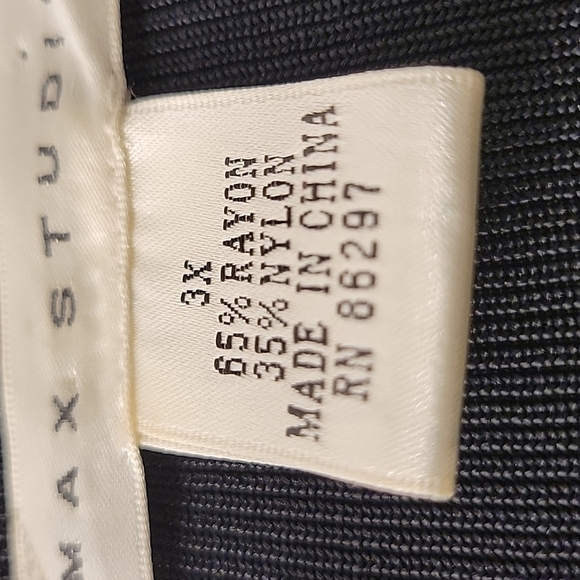 MAX STUDI
3X
65% RAYON
35% NYLON
MADE IN CHINA
RN 86297